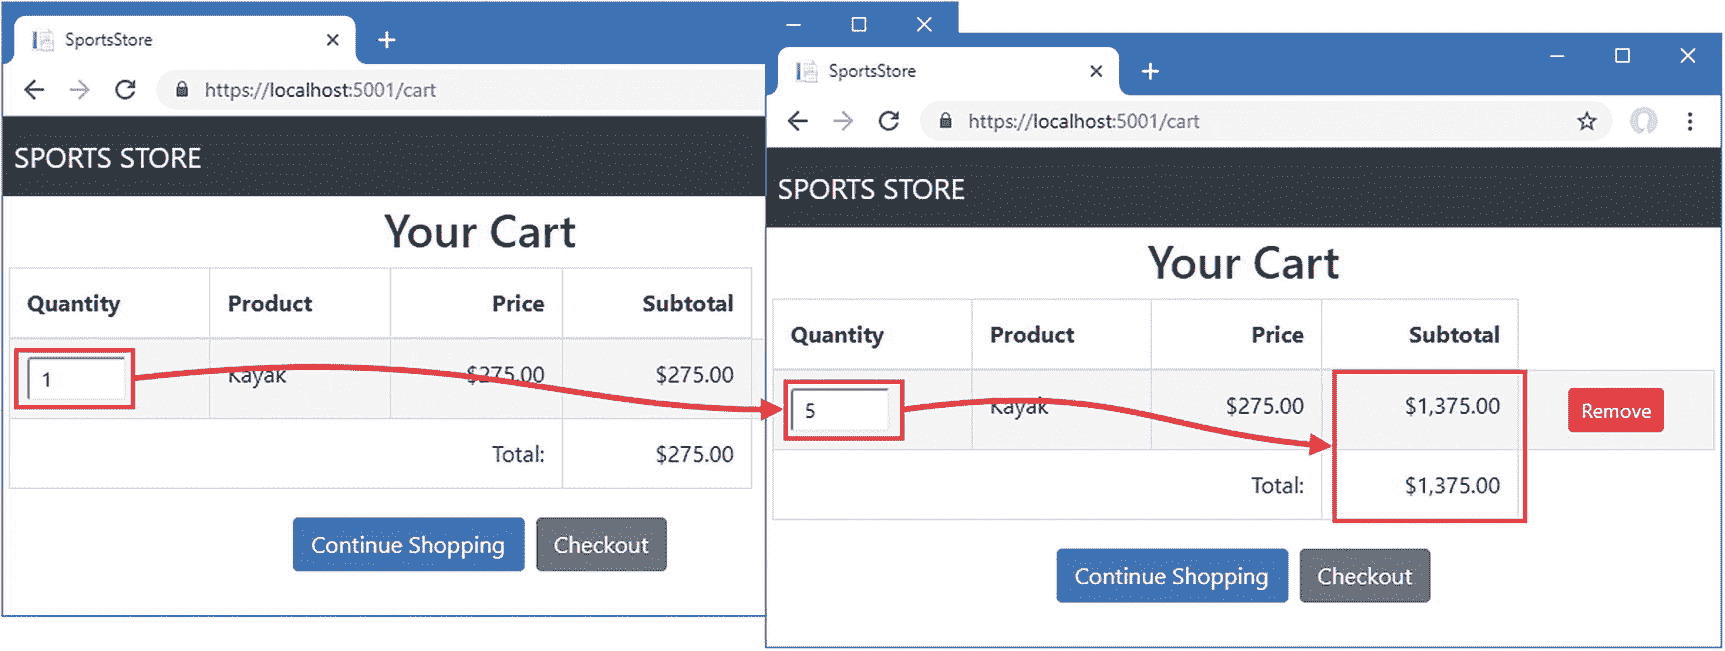 SportsStore
https://localhost:5001/cart
SPORTS STORE
Your Cart
Quantity Product Price Subtotal
1 Kayak $275.00 $275.00
Total: $275.00
Continue Shopping Checkout
SportsStore
https://localhost:5001/cart
SPORTS STORE
Your Cart
Quantity Product Price Subtotal
5 Kayak $275.00 $1,375.00 Remove
Total: $1,375.00
Continue Shopping Checkout